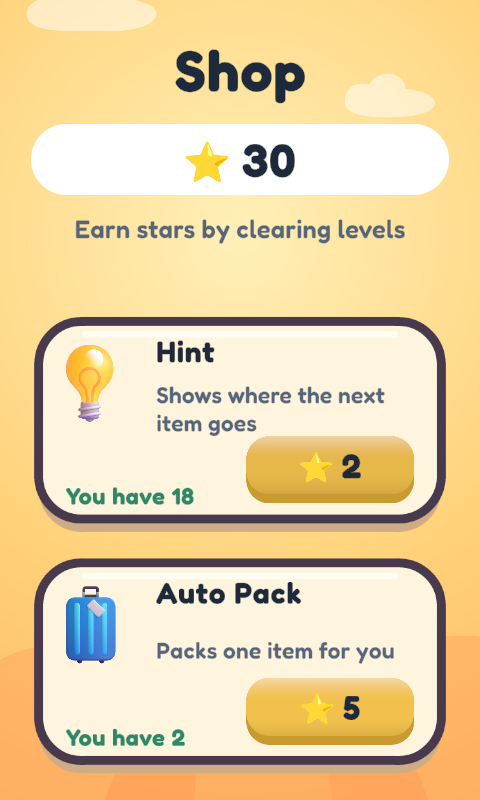 Shop
30
Earn stars by clearing levels
Hint
Shows where the next
item goes
2
You have 18
Auto Pack
Packs one item for you
5
You have 2